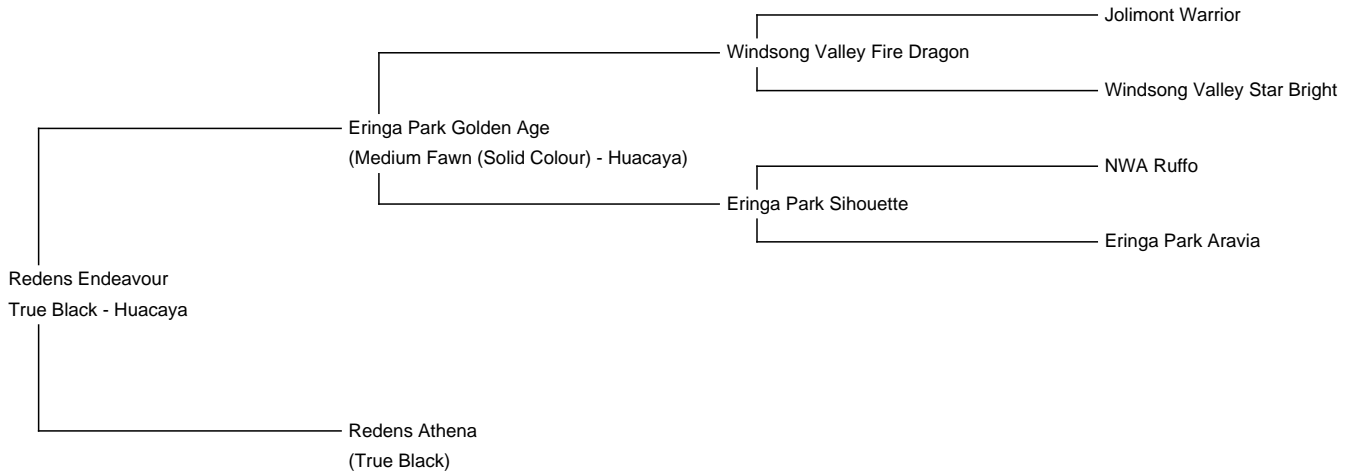 Jolimont Warrior
Windsong Valley Fire Dragon
Windsong Valley Star Bright
Eringa Park Golden Age
(Medium Fawn (Solid Colour) - Huacaya)
NWA Ruffo
Eringa Park Sihouette
Eringa Park Aravia
Redens Endeavour
True Black - Huacaya
Redens Athena
(True Black)